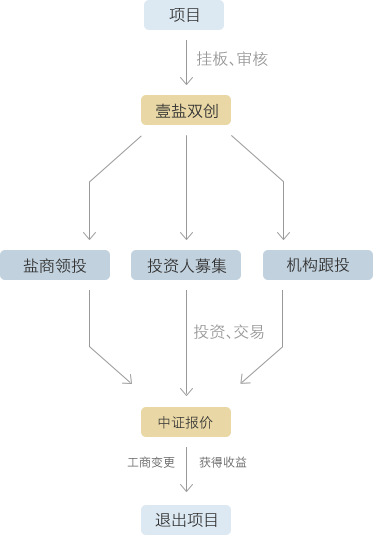 项目
挂板、审核
壹盐双创
盐商领投
投资人募集
机构跟投
投资、交易
中证报价
工商变更
获得收益
退出项目